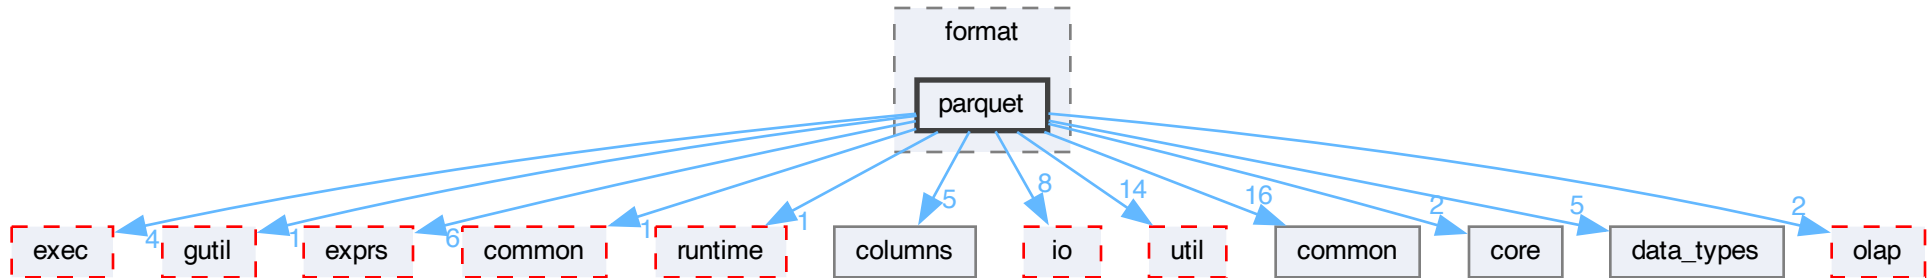 format
parquet
8
14
16
5
2
5
2
4
1
6
1
1
exec
gutil
exprs
common
runtime
columns
io
util
common
core
data_types
olap